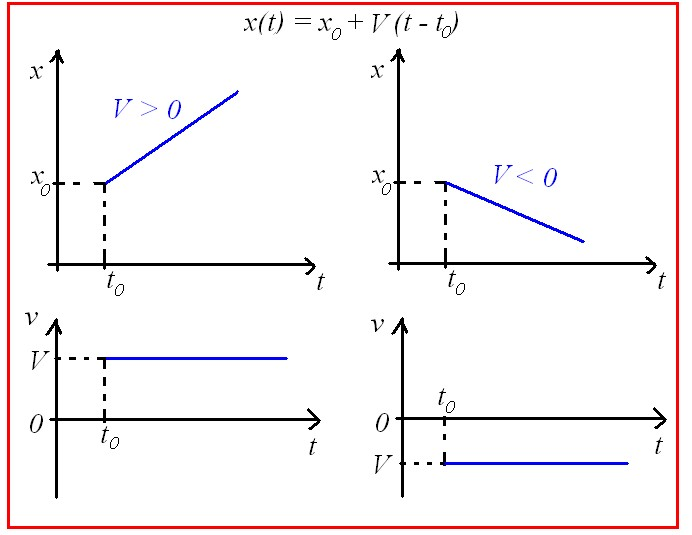 x(t) = x₀ + V(t - t₀)
x
V > 0
x₀
t₀
t
x
V < 0
x₀
t₀
t
v
V
0
t₀
t
v
t₀
0
t
V